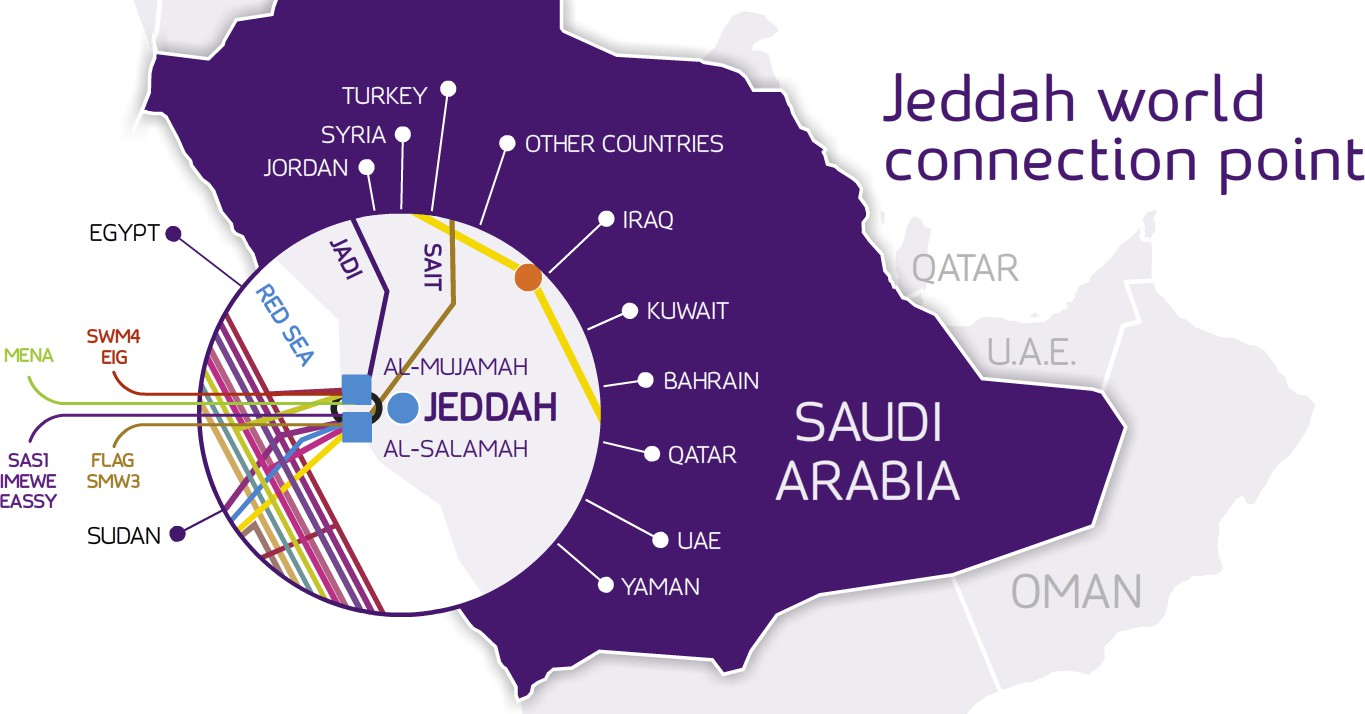 Jeddah world
connection point
TURKEY
SYRIA
JORDAN
OTHER COUNTRIES
EGYPT
IRAQ
JADI
SAIT
RED SEA
QATAR
KUWAIT
U.A.E.
SWM4
EIG
MENA
AL-MUJAMAH
BAHRAIN
JEDDAH
SAUDI
ARABIA
AL-SALAMAH
QATAR
SAS1
IMEWE
EASSY
FLAG
SMW3
SUDAN
UAE
YAMAN
OMAN